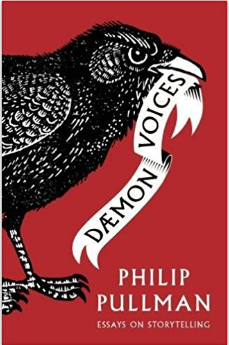 DÆMON VOICES
PHILIP
PULLMAN
ESSAYS ON STORYTELLING